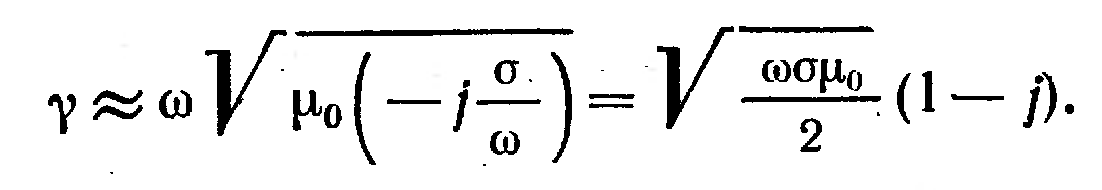 γ ≈ ω √(μ₀(−j σ/ω)) = √(ωσμ₀/2) (1 − j).